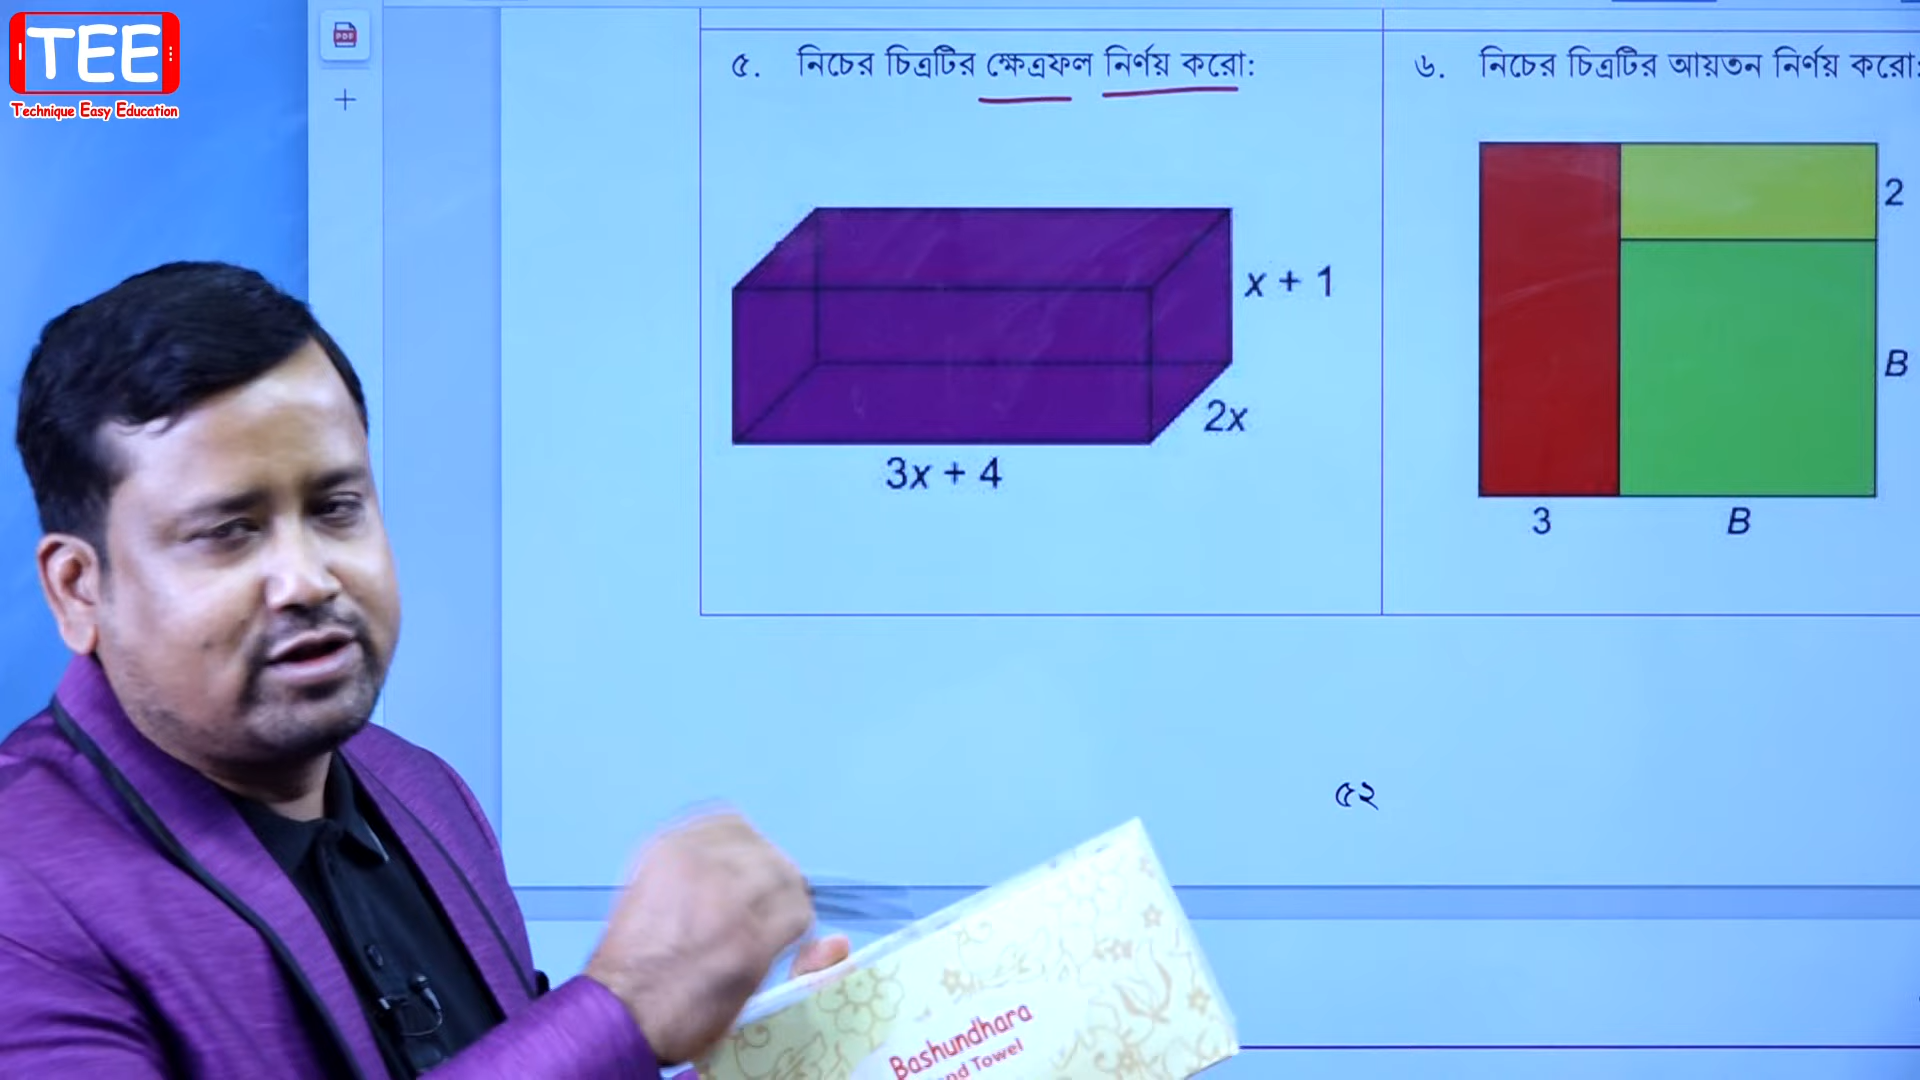 TEE
Technique Easy Education
PDF
৫. নিচের চিত্রটির ক্ষেত্রফল নির্ণয় করো:
x + 1
2x
3x + 4
৬. নিচের চিত্রটির আয়তন নির্ণয় করো:
2
B
3
B
৫২
Bashundhara
Towel